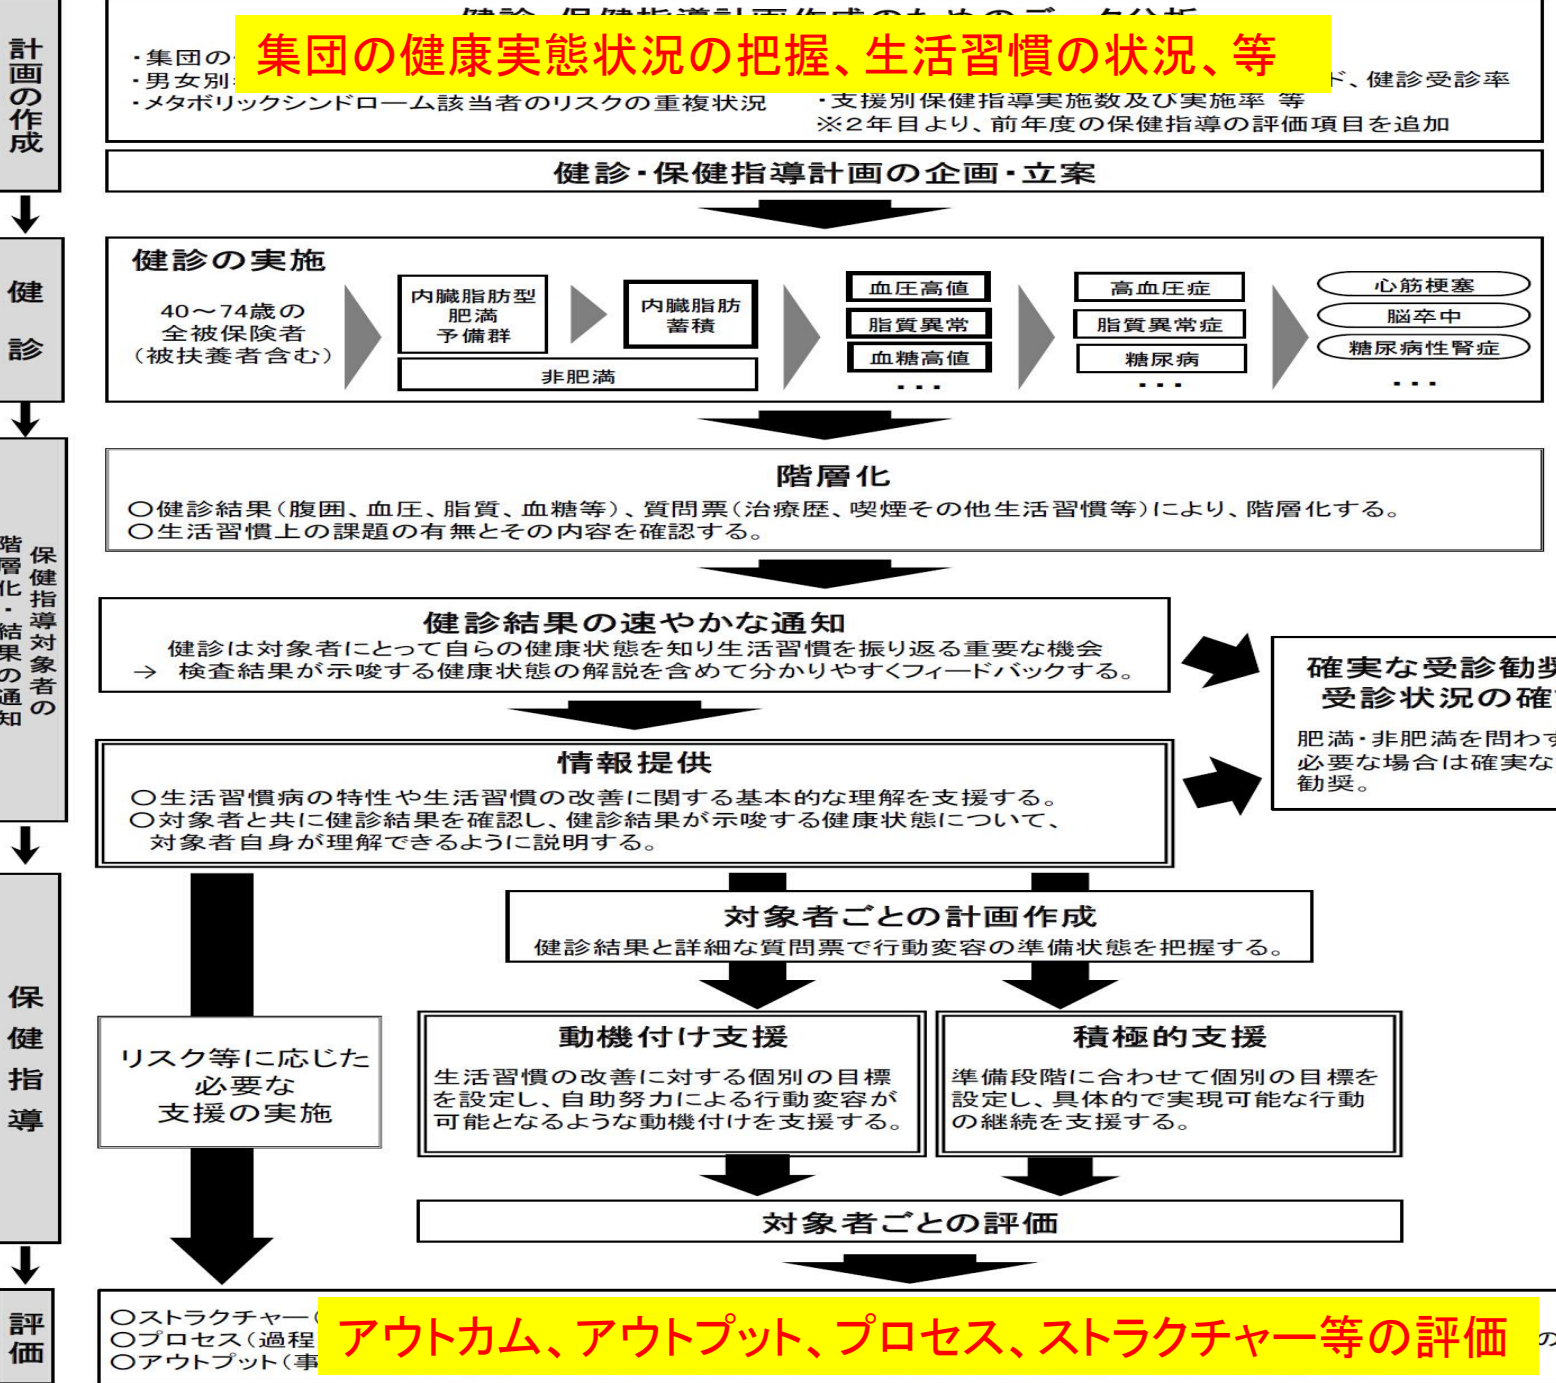 計画の作成
健診・保健指導計画作成のためのデータ分析
集団の健康実態状況の把握、生活習慣の状況、等
・集団の
・男女別
ド、健診受診率
・メタボリックシンドローム該当者のリスクの重複状況
・支援別保健指導実施数及び実施率 等
※2年目より、前年度の保健指導の評価項目を追加
健診・保健指導計画の企画・立案
健診
健診の実施
40～74歳の
全被保険者
(被扶養者含む)
内臓脂肪型
肥満
予備群
内臓脂肪
蓄積
非肥満
血圧高値
脂質異常
血糖高値
・・・
高血圧症
脂質異常症
糖尿病
・・・
心筋梗塞
脳卒中
糖尿病性腎症
・・・
保健指導対象者の
階層化・結果の通知
階層化
○健診結果(腹囲、血圧、脂質、血糖等)、質問票(治療歴、喫煙その他生活習慣等)により、階層化する。
○生活習慣上の課題の有無とその内容を確認する。
健診結果の速やかな通知
健診は対象者にとって自らの健康状態を知り生活習慣を振り返る重要な機会
→ 検査結果が示唆する健康状態の解説を含めて分かりやすくフィードバックする。
確実な受診勧奨
受診状況の確
肥満・非肥満を問わず
必要な場合は確実な
勧奨。
情報提供
○生活習慣病の特性や生活習慣の改善に関する基本的な理解を支援する。
○対象者と共に健診結果を確認し、健診結果が示唆する健康状態について、
対象者自身が理解できるように説明する。
保健指導
対象者ごとの計画作成
健診結果と詳細な質問票で行動変容の準備状態を把握する。
リスク等に応じた
必要な
支援の実施
動機付け支援
生活習慣の改善に対する個別の目標
を設定し、自助努力による行動変容が
可能となるような動機付けを支援する。
積極的支援
準備段階に合わせて個別の目標を
設定し、具体的で実現可能な行動
の継続を支援する。
対象者ごとの評価
評価
○ストラクチャー(
○プロセス(過程
○アウトプット(事
アウトカム、アウトプット、プロセス、ストラクチャー等の評価
の